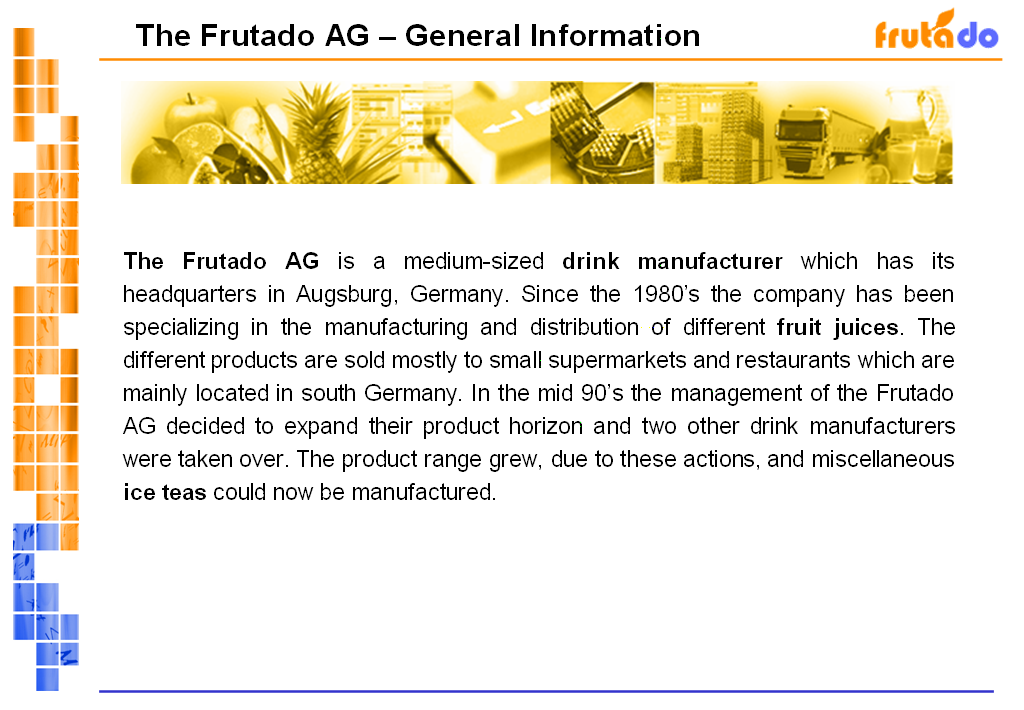 The Frutado AG – General Information
frutado
The Frutado AG is a medium-sized drink manufacturer which has its
headquarters in Augsburg, Germany. Since the 1980’s the company has been
specializing in the manufacturing and distribution of different fruit juices. The
different products are sold mostly to small supermarkets and restaurants which are
mainly located in south Germany. In the mid 90’s the management of the Frutado
AG decided to expand their product horizon and two other drink manufacturers
were taken over. The product range grew, due to these actions, and miscellaneous
ice teas could now be manufactured.